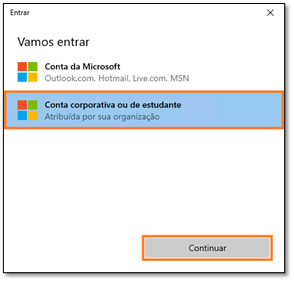 Entrar
Vamos entrar
Conta da Microsoft
Outlook.com, Hotmail, Live.com, MSN
Conta corporativa ou de estudante
Atribuída por sua organização
Continuar